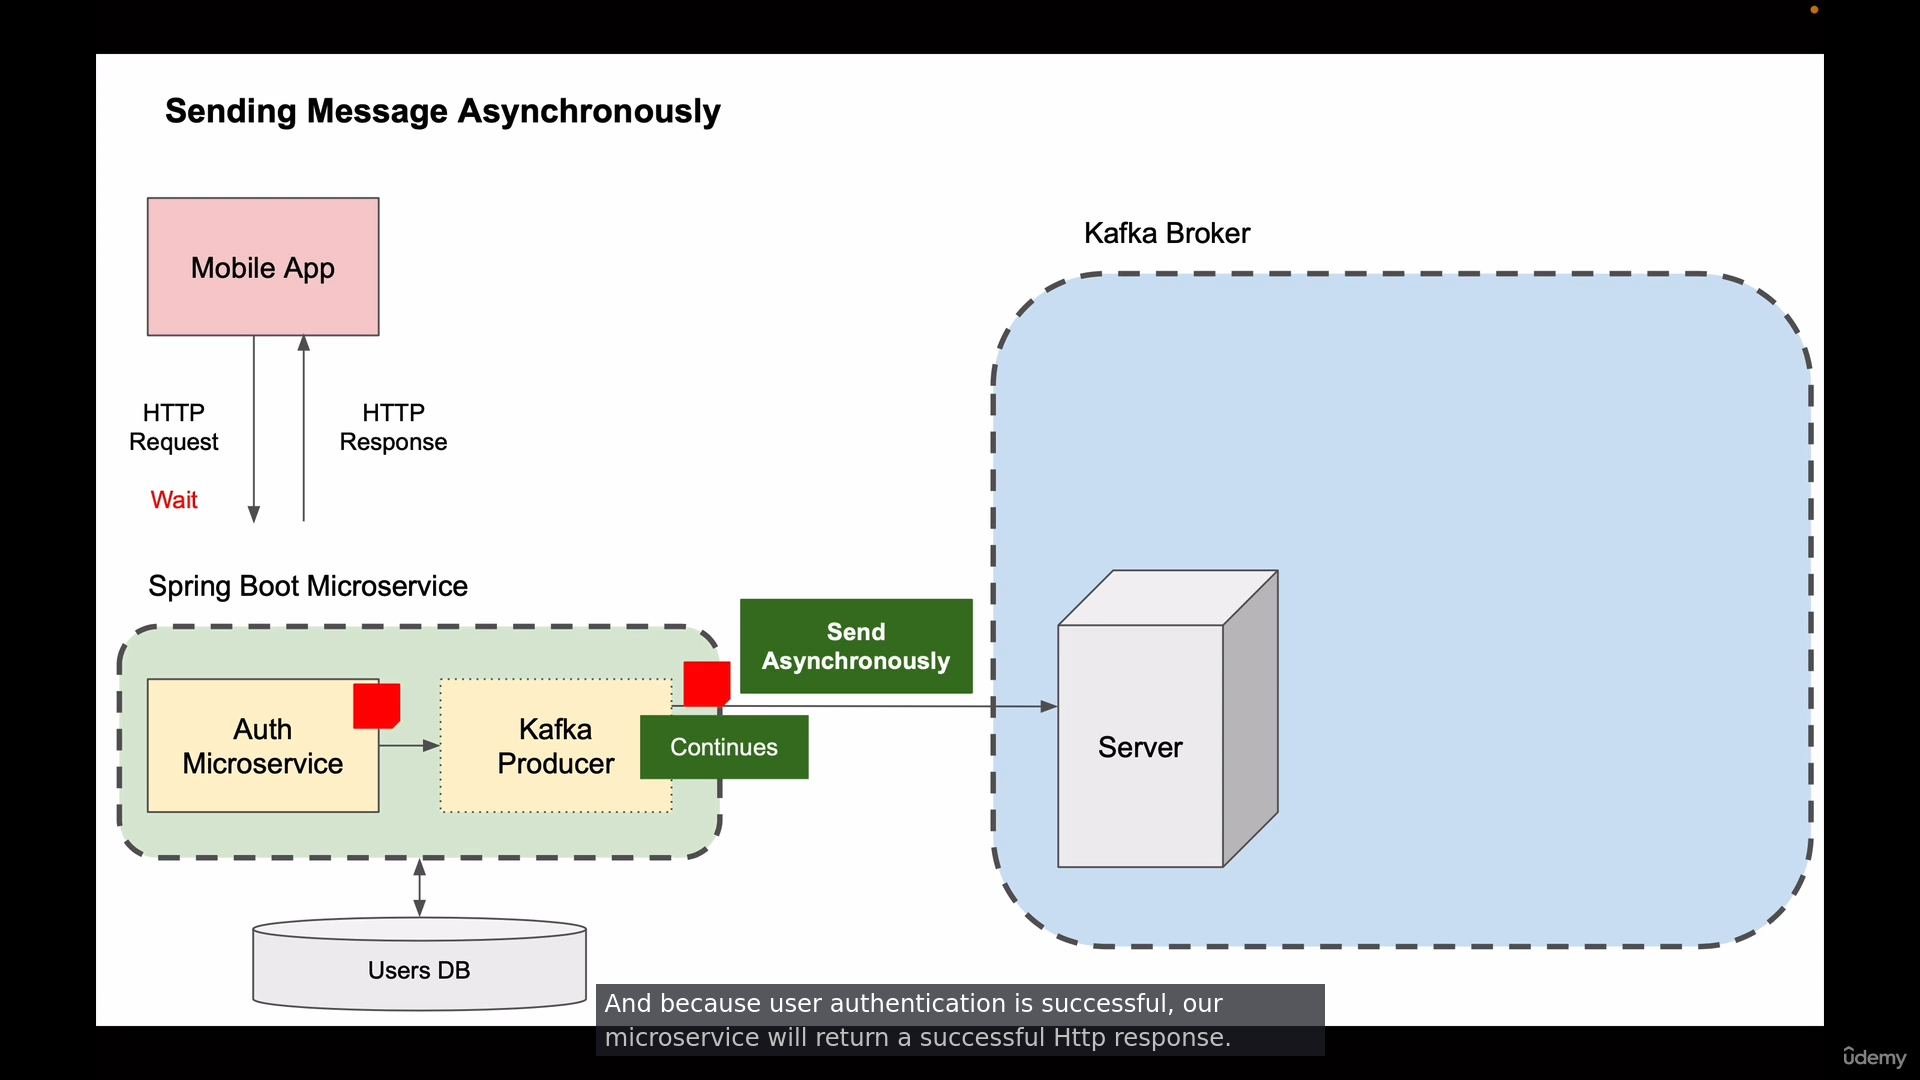 Sending Message Asynchronously
Mobile App
Kafka Broker
HTTP
Request
HTTP
Response
Wait
Spring Boot Microservice
Send
Asynchronously
Auth
Microservice
Kafka
Producer
Continues
Server
Users DB
And because user authentication is successful, our
microservice will return a successful Http response.
ûdemy